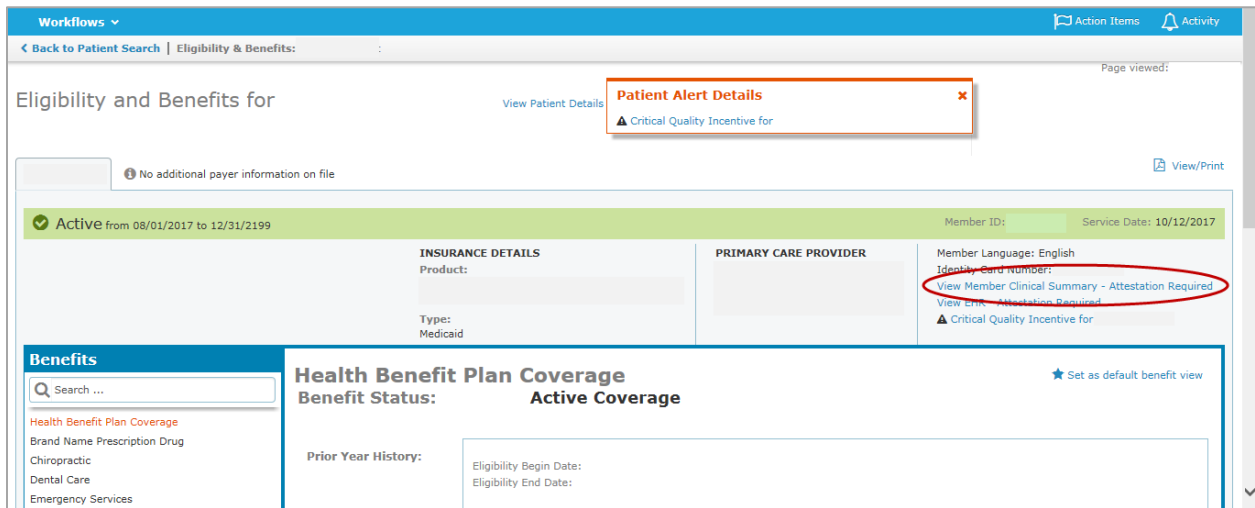 Workflows
Action Items Activity
Back to Patient Search | Eligibility & Benefits: :
Page viewed:
Eligibility and Benefits for
View Patient Details
Patient Alert Details
Critical Quality Incentive for
No additional payer information on file
View/Print
Active from 08/01/2017 to 12/31/2199
Member ID: Service Date: 10/12/2017
INSURANCE DETAILS
Product:
Type:
Medicaid
PRIMARY CARE PROVIDER
Member Language: English
Identity Card Number:
View Member Clinical Summary - Attestation Required
View EHR - Attestation Required
Critical Quality Incentive for
Benefits
Search ...
Health Benefit Plan Coverage
Brand Name Prescription Drug
Chiropractic
Dental Care
Emergency Services
Health Benefit Plan Coverage
Set as default benefit view
Benefit Status: Active Coverage
Prior Year History:
Eligibility Begin Date:
Eligibility End Date: